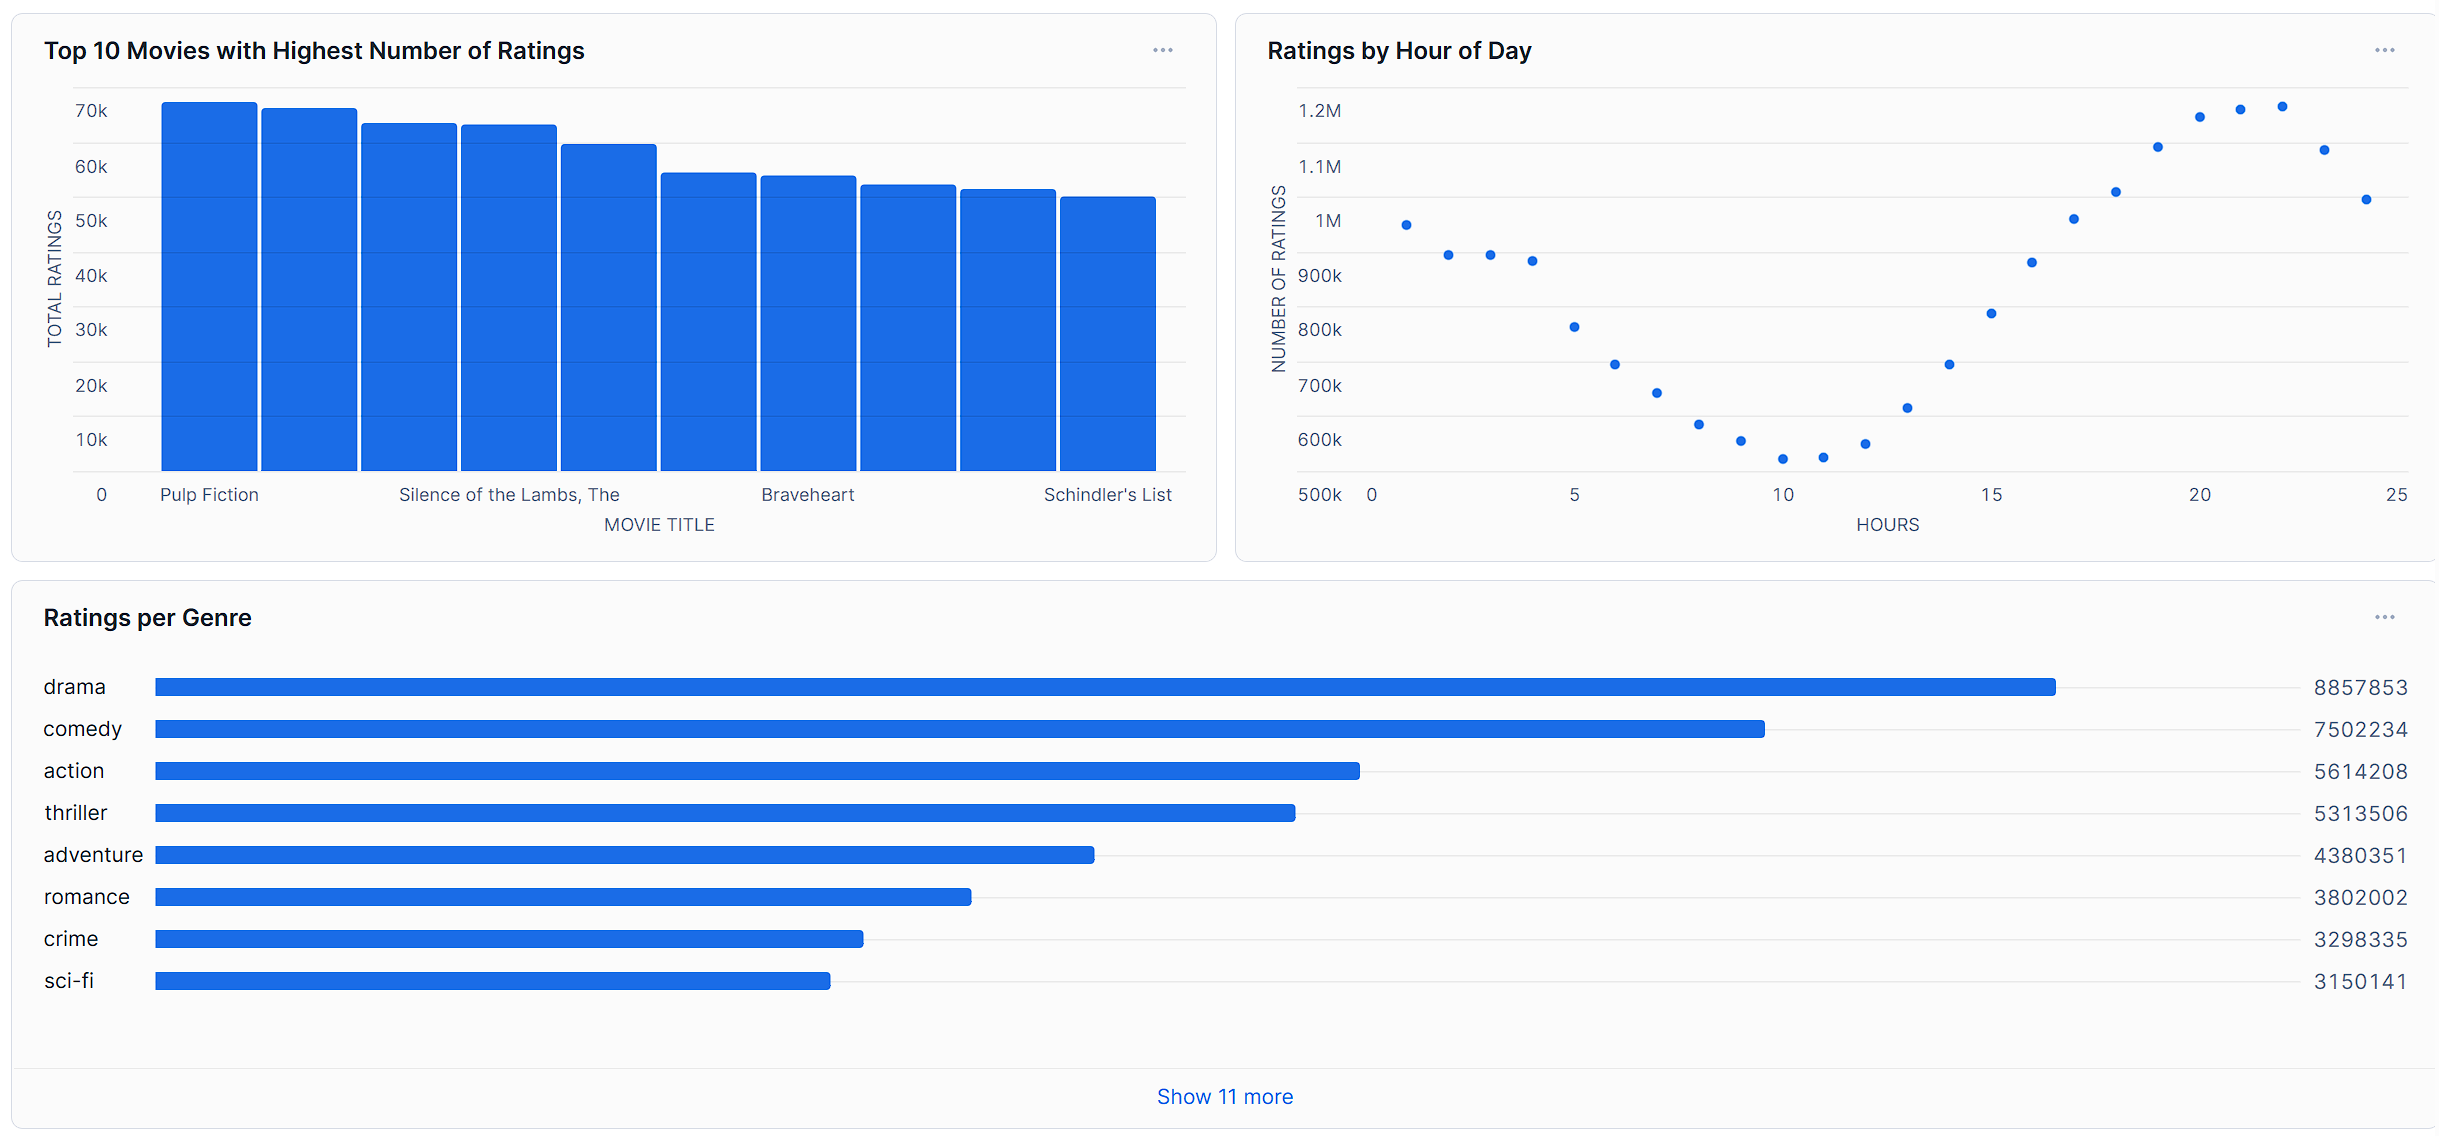 Top 10 Movies with Highest Number of Ratings
TOTAL RATINGS
70k
60k
50k
40k
30k
20k
10k
0
Pulp Fiction Silence of the Lambs, The Braveheart Schindler's List
MOVIE TITLE
Ratings by Hour of Day
NUMBER OF RATINGS
1.2M
1.1M
1M
900k
800k
700k
600k
500k
0 5 10 15 20 25
HOURS
Ratings per Genre
drama 8857853
comedy 7502234
action 5614208
thriller 5313506
adventure 4380351
romance 3802002
crime 3298335
sci-fi 3150141
Show 11 more